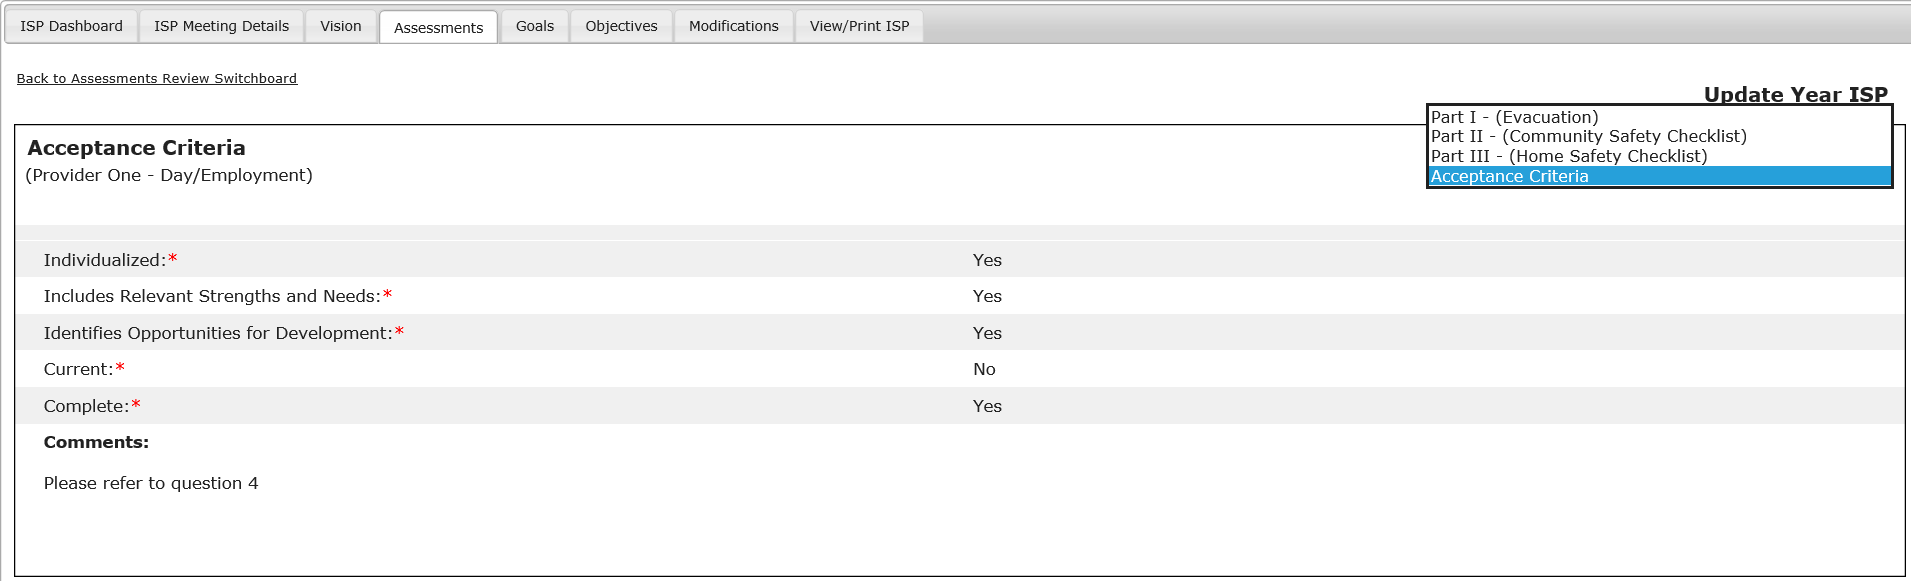 ISP Dashboard ISP Meeting Details Vision Assessments Goals Objectives Modifications View/Print ISP
Back to Assessments Review Switchboard
Update Year ISP
Part I - (Evacuation)
Part II - (Community Safety Checklist)
Part III - (Home Safety Checklist)
Acceptance Criteria
Acceptance Criteria
(Provider One - Day/Employment)
Individualized:* Yes
Includes Relevant Strengths and Needs:* Yes
Identifies Opportunities for Development:* Yes
Current:* No
Complete:* Yes
Comments:
Please refer to question 4